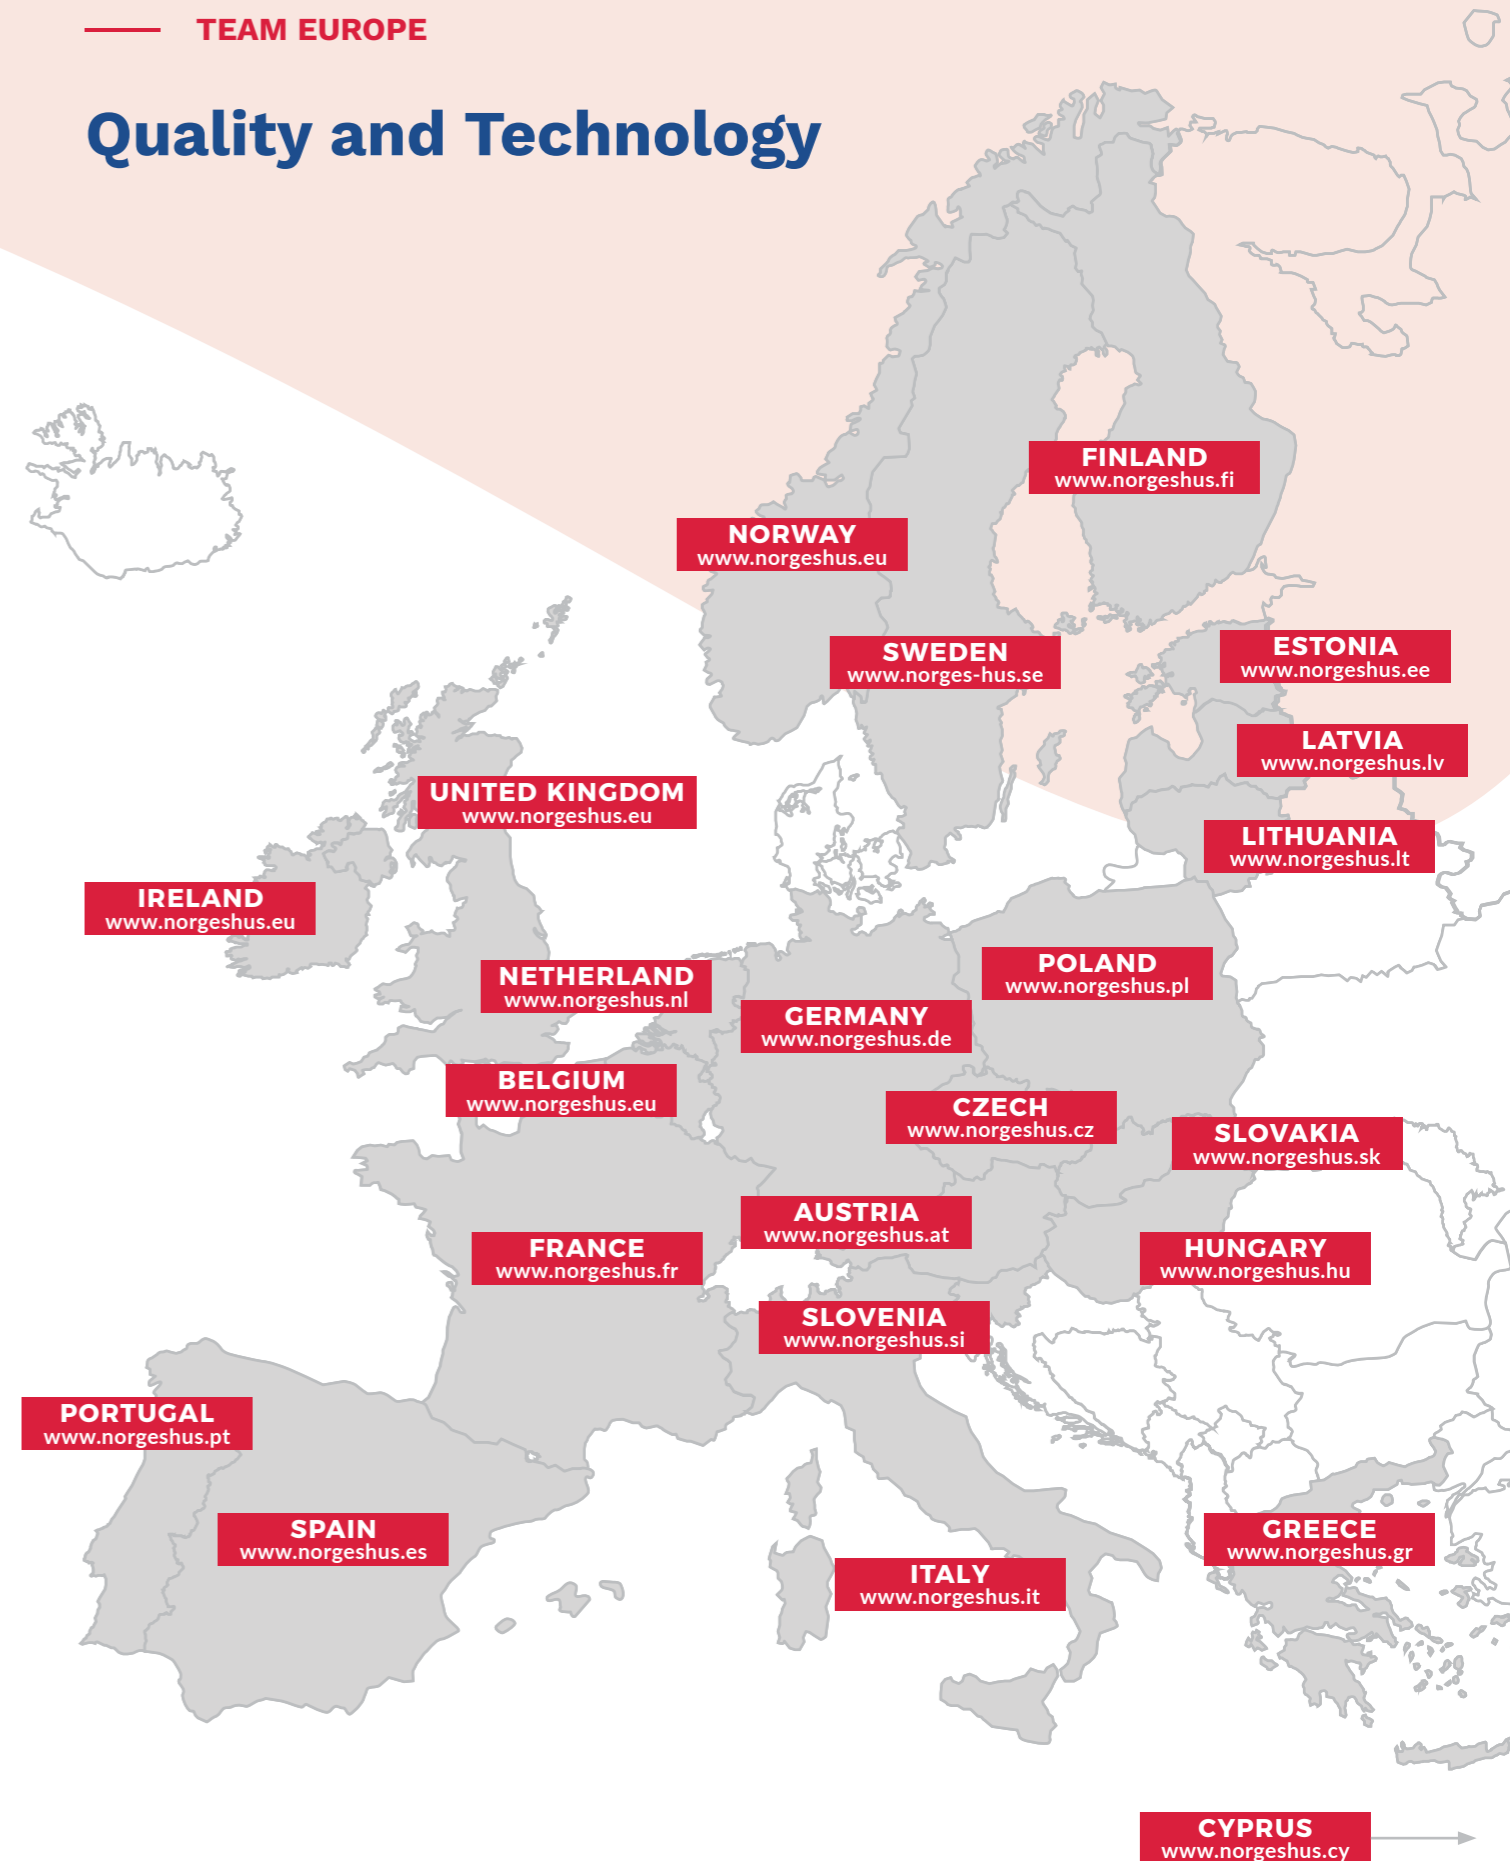 TEAM EUROPE
Quality and Technology
FINLAND
www.norgeshus.fi
NORWAY
www.norgeshus.eu
SWEDEN
www.norges-hus.se
ESTONIA
www.norgeshus.ee
LATVIA
www.norgeshus.lv
UNITED KINGDOM
www.norgeshus.eu
LITHUANIA
www.norgeshus.lt
IRELAND
www.norgeshus.eu
NETHERLAND
www.norgeshus.nl
POLAND
www.norgeshus.pl
GERMANY
www.norgeshus.de
BELGIUM
www.norgeshus.eu
CZECH
www.norgeshus.cz
SLOVAKIA
www.norgeshus.sk
AUSTRIA
www.norgeshus.at
FRANCE
www.norgeshus.fr
HUNGARY
www.norgeshus.hu
SLOVENIA
www.norgeshus.si
PORTUGAL
www.norgeshus.pt
SPAIN
www.norgeshus.es
GREECE
www.norgeshus.gr
ITALY
www.norgeshus.it
CYPRUS
www.norgeshus.cy